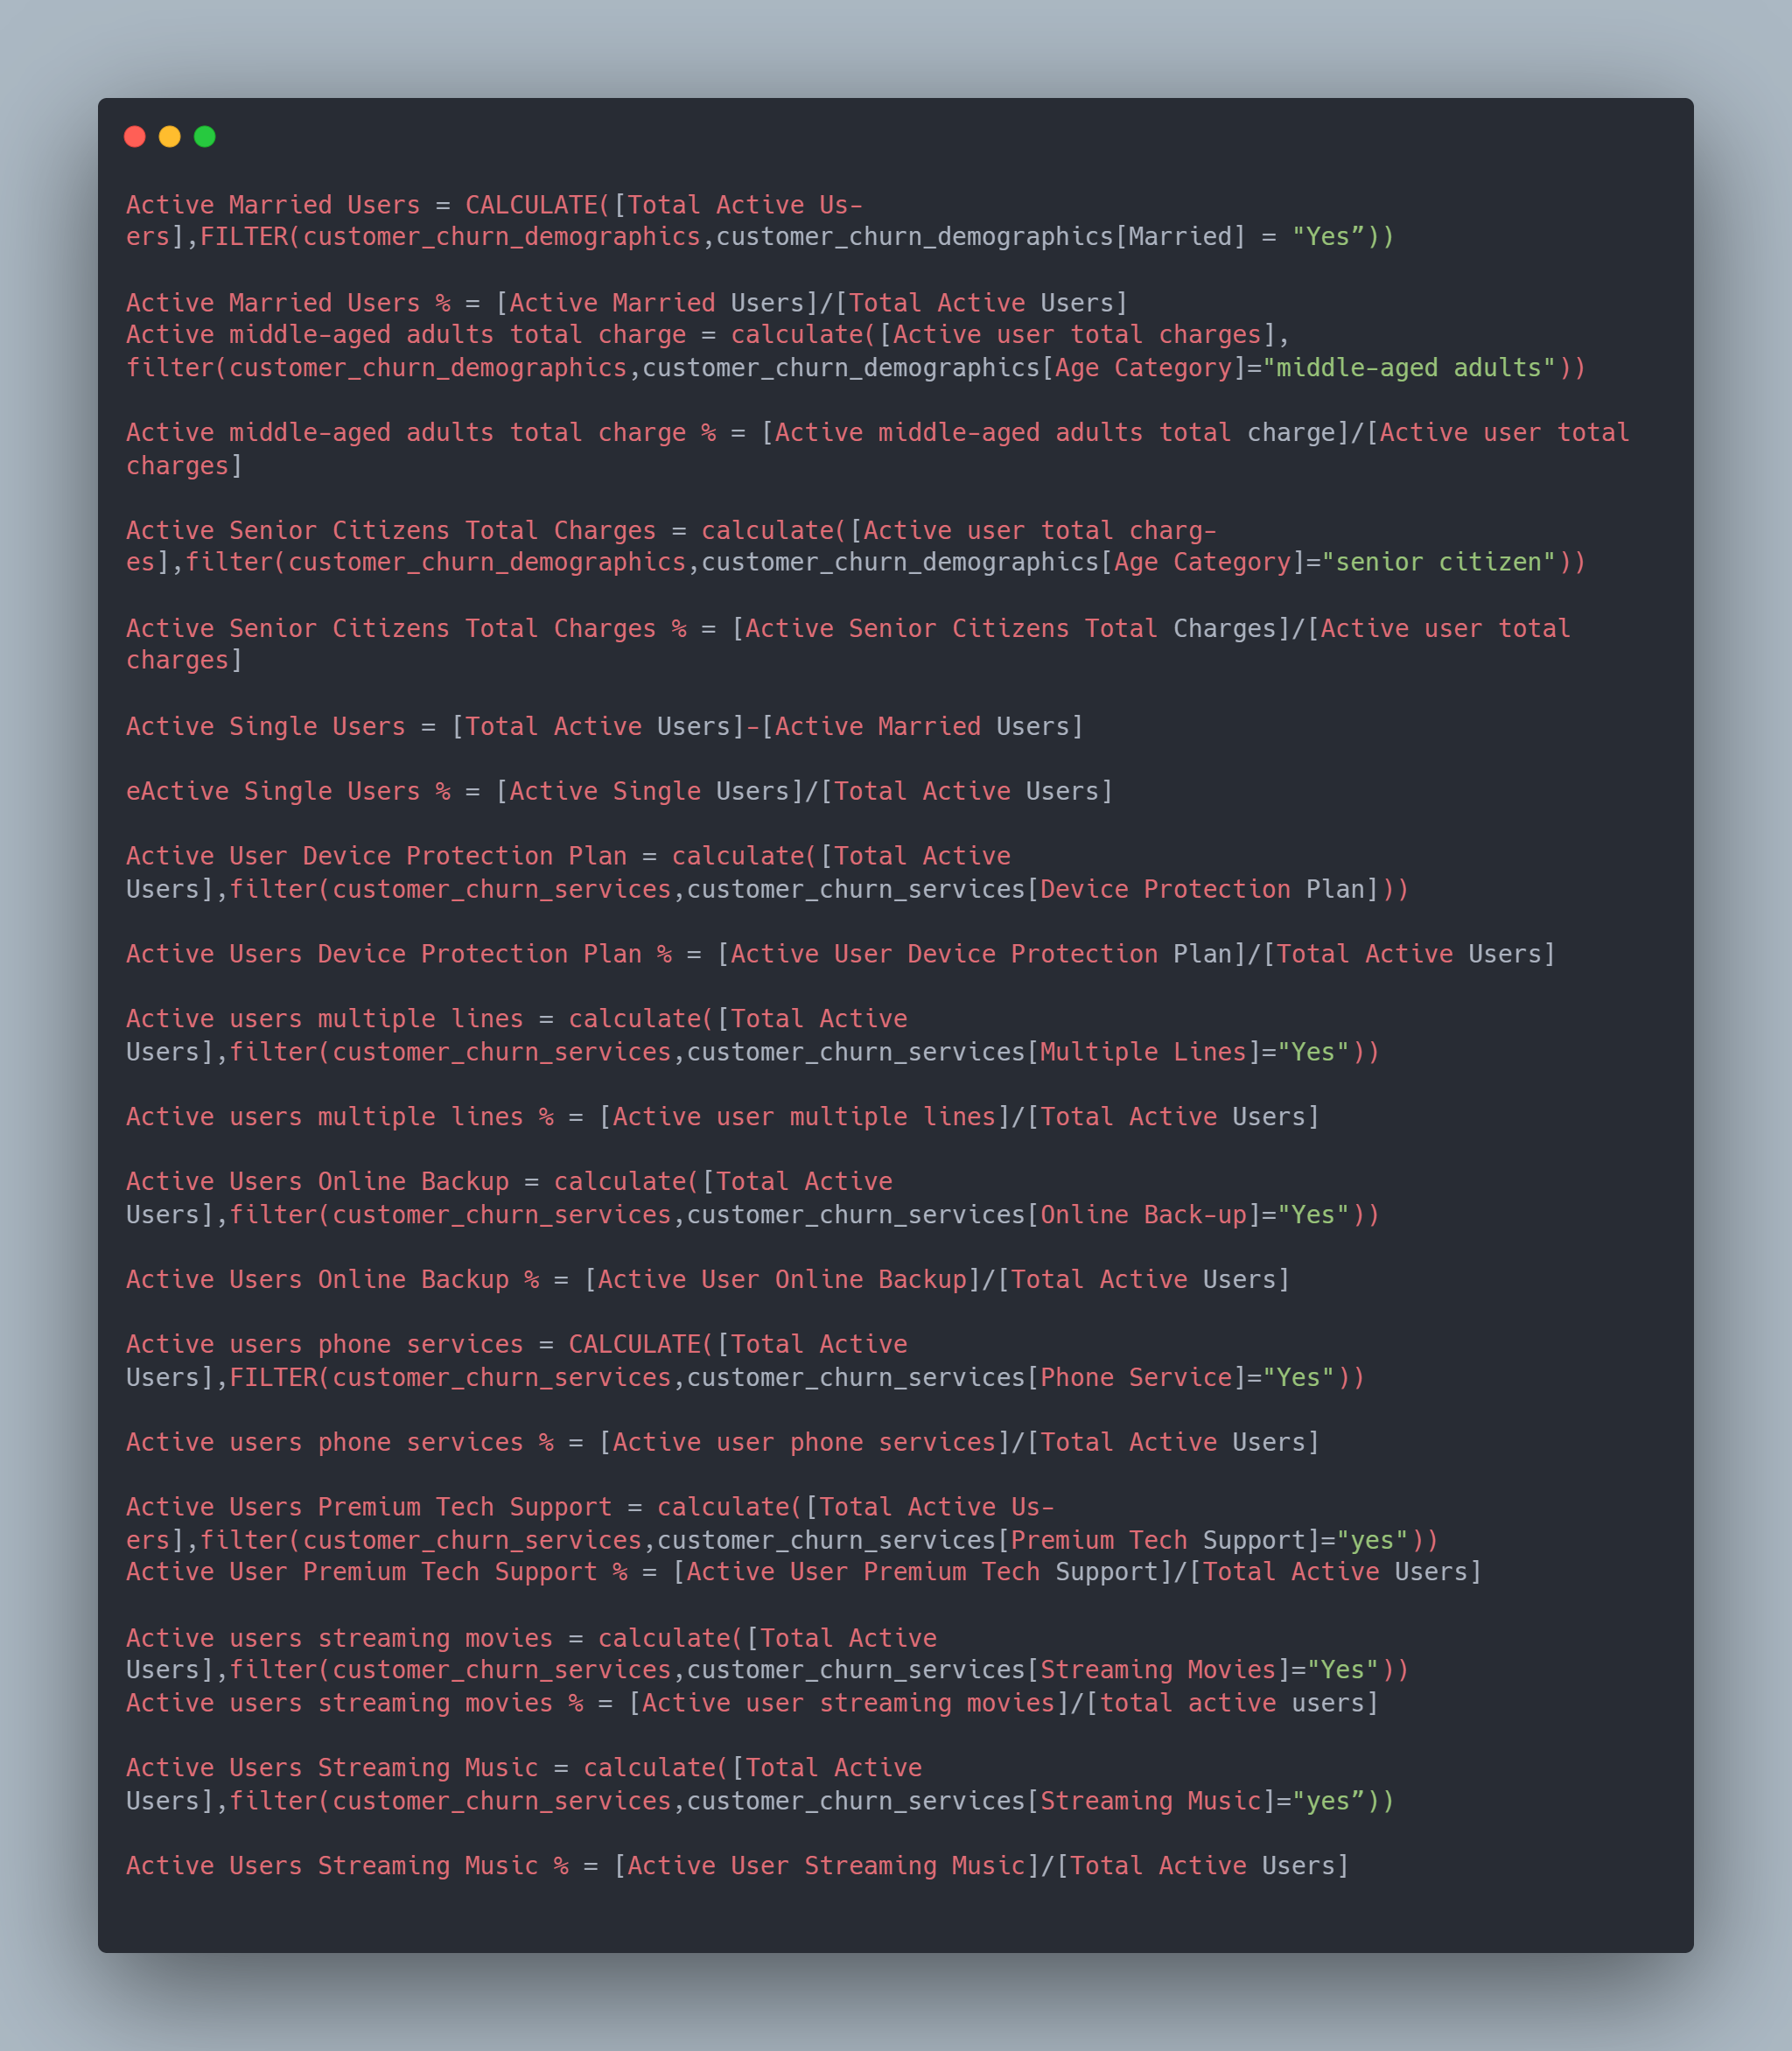 Active Married Users = CALCULATE([Total Active Us-
ers],FILTER(customer_churn_demographics,customer_churn_demographics[Married] = "Yes”))
Active Married Users % = [Active Married Users]/[Total Active Users]
Active middle-aged adults total charge = calculate([Active user total charges],
filter(customer_churn_demographics,customer_churn_demographics[Age Category]="middle-aged adults"))
Active middle-aged adults total charge % = [Active middle-aged adults total charge]/[Active user total
charges]
Active Senior Citizens Total Charges = calculate([Active user total charg-
es],filter(customer_churn_demographics,customer_churn_demographics[Age Category]="senior citizen"))
Active Senior Citizens Total Charges % = [Active Senior Citizens Total Charges]/[Active user total
charges]
Active Single Users = [Total Active Users]-[Active Married Users]
eActive Single Users % = [Active Single Users]/[Total Active Users]
Active User Device Protection Plan = calculate([Total Active
Users],filter(customer_churn_services,customer_churn_services[Device Protection Plan]))
Active Users Device Protection Plan % = [Active User Device Protection Plan]/[Total Active Users]
Active users multiple lines = calculate([Total Active
Users],filter(customer_churn_services,customer_churn_services[Multiple Lines]="Yes"))
Active users multiple lines % = [Active user multiple lines]/[Total Active Users]
Active Users Online Backup = calculate([Total Active
Users],filter(customer_churn_services,customer_churn_services[Online Back-up]="Yes"))
Active Users Online Backup % = [Active User Online Backup]/[Total Active Users]
Active users phone services = CALCULATE([Total Active
Users],FILTER(customer_churn_services,customer_churn_services[Phone Service]="Yes"))
Active users phone services % = [Active user phone services]/[Total Active Users]
Active Users Premium Tech Support = calculate([Total Active Us-
ers],filter(customer_churn_services,customer_churn_services[Premium Tech Support]="yes"))
Active User Premium Tech Support % = [Active User Premium Tech Support]/[Total Active Users]
Active users streaming movies = calculate([Total Active
Users],filter(customer_churn_services,customer_churn_services[Streaming Movies]="Yes"))
Active users streaming movies % = [Active user streaming movies]/[total active users]
Active Users Streaming Music = calculate([Total Active
Users],filter(customer_churn_services,customer_churn_services[Streaming Music]="yes”))
Active Users Streaming Music % = [Active User Streaming Music]/[Total Active Users]